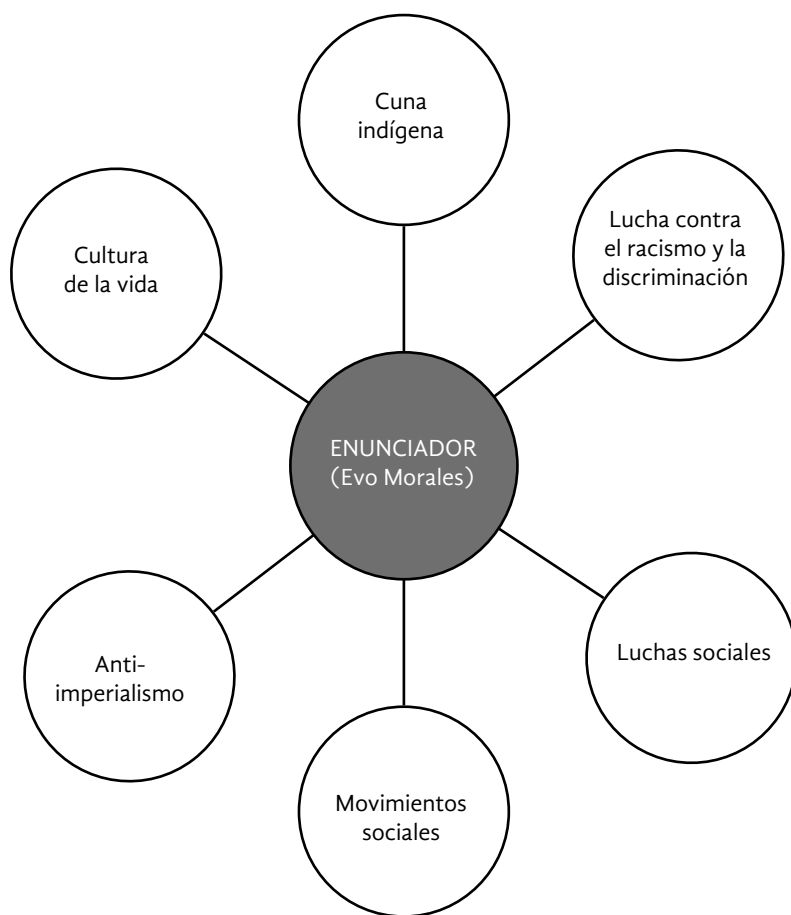 Cuna
indígena
Lucha contra
el racismo y la
discriminación
Cultura
de la vida
ENUNCIADOR
(Evo Morales)
Luchas sociales
Anti-
imperialismo
Movimientos
sociales